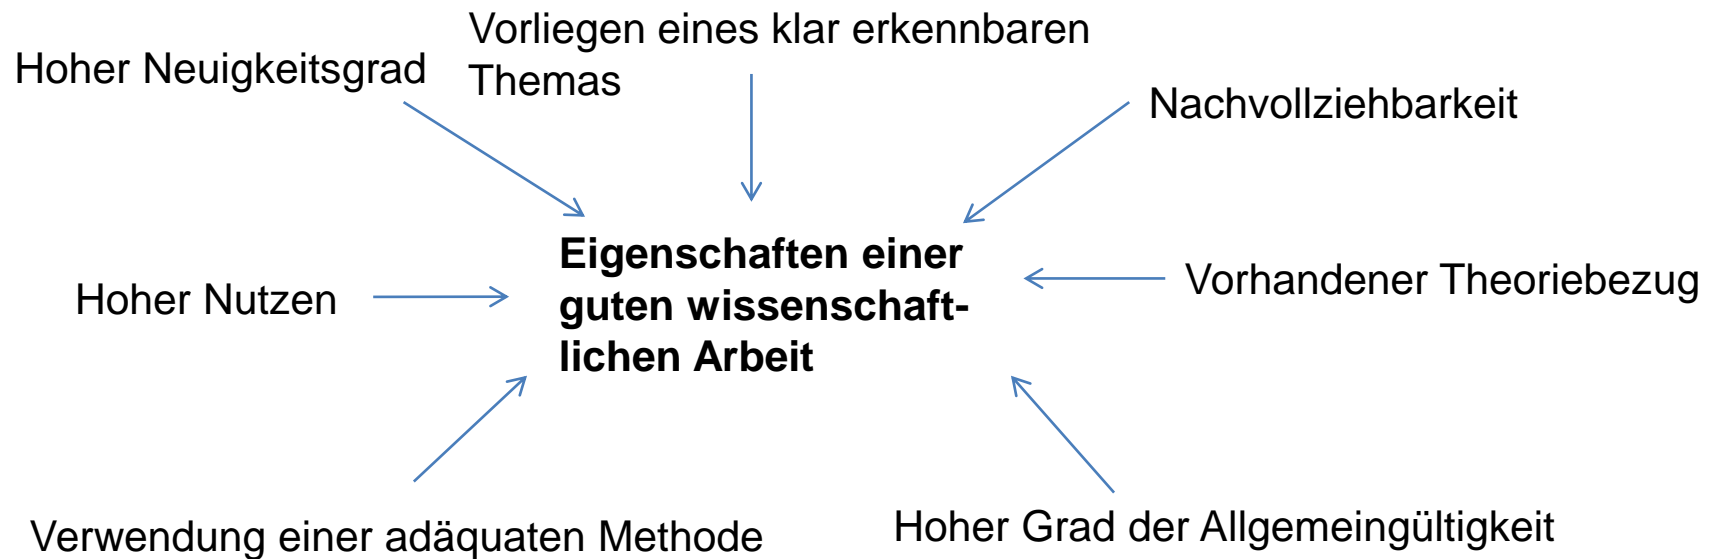 Vorliegen eines klar erkennbaren
Themas
Hoher Neuigkeitsgrad
Nachvollziehbarkeit
Eigenschaften einer
guten wissenschaft-
lichen Arbeit
Hoher Nutzen
Vorhandener Theoriebezug
Verwendung einer adäquaten Methode
Hoher Grad der Allgemeingültigkeit